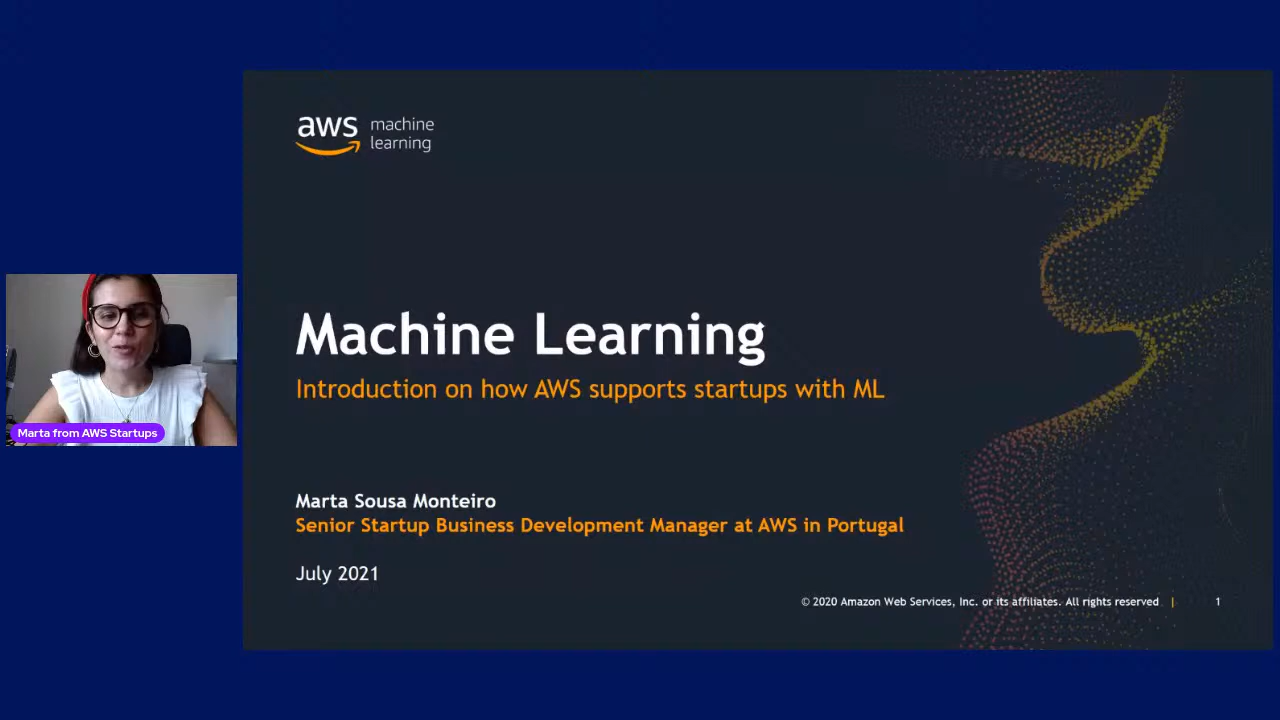 aws machine
learning
Machine Learning
Introduction on how AWS supports startups with ML
Marta from AWS Startups
Marta Sousa Monteiro
Senior Startup Business Development Manager at AWS in Portugal
July 2021
© 2020 Amazon Web Services, Inc. or its affiliates. All rights reserved | 1